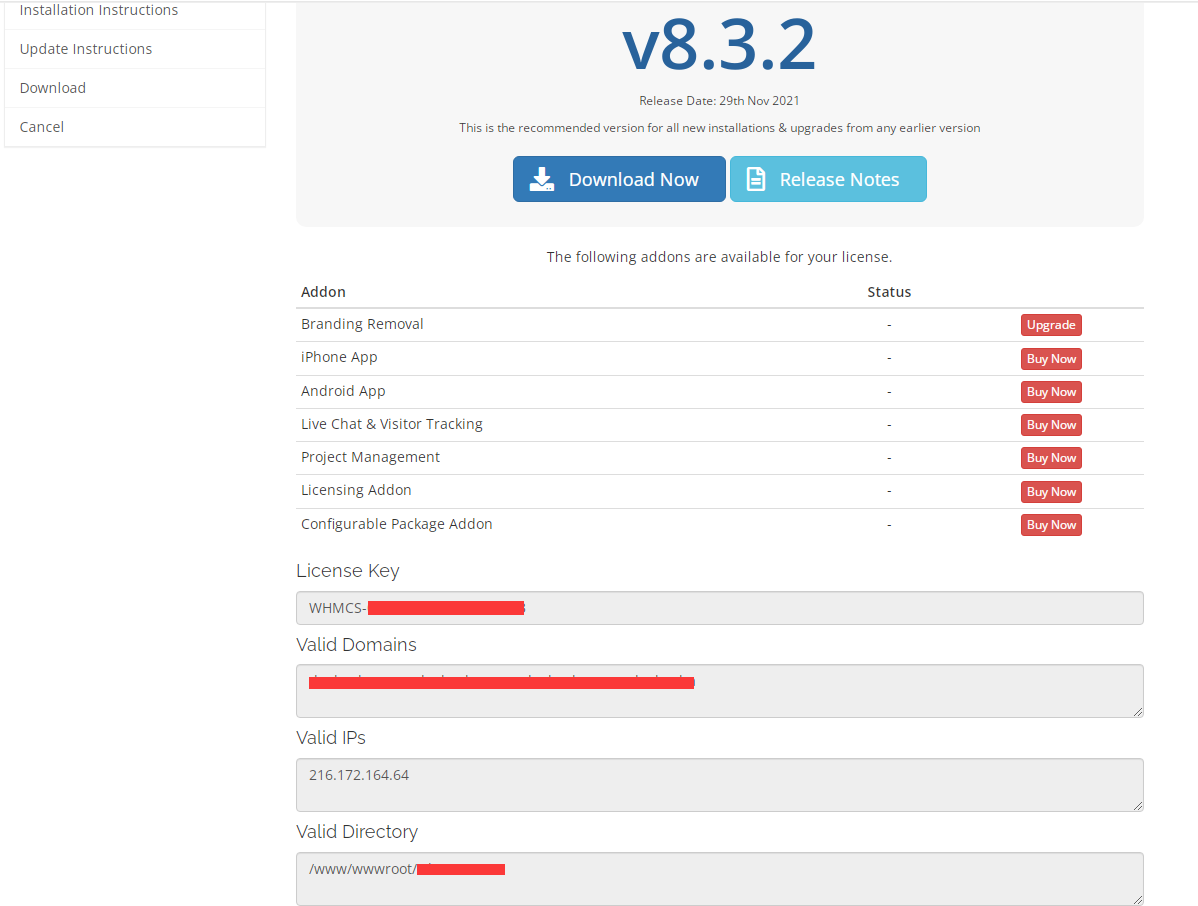 Installation Instructions
Update Instructions
Download
Cancel
v8.3.2
Release Date: 29th Nov 2021
This is the recommended version for all new installations & upgrades from any earlier version
Download Now
Release Notes
The following addons are available for your license.
Addon Status
Branding Removal - Upgrade
iPhone App - Buy Now
Android App - Buy Now
Live Chat & Visitor Tracking - Buy Now
Project Management - Buy Now
Licensing Addon - Buy Now
Configurable Package Addon - Buy Now
License Key
WHMCS-
Valid Domains
Valid IPs
216.172.164.64
Valid Directory
/www/wwwroot/